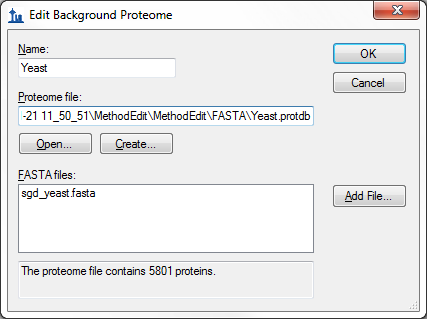 Edit Background Proteome
Name:
OK
Yeast
Cancel
Proteome file:
-21 11_50_51\MethodEdit\MethodEdit\FASTA\Yeast.protdb
Open...
Create...
FASTA files:
sgd_yeast.fasta
Add File...
The proteome file contains 5801 proteins.